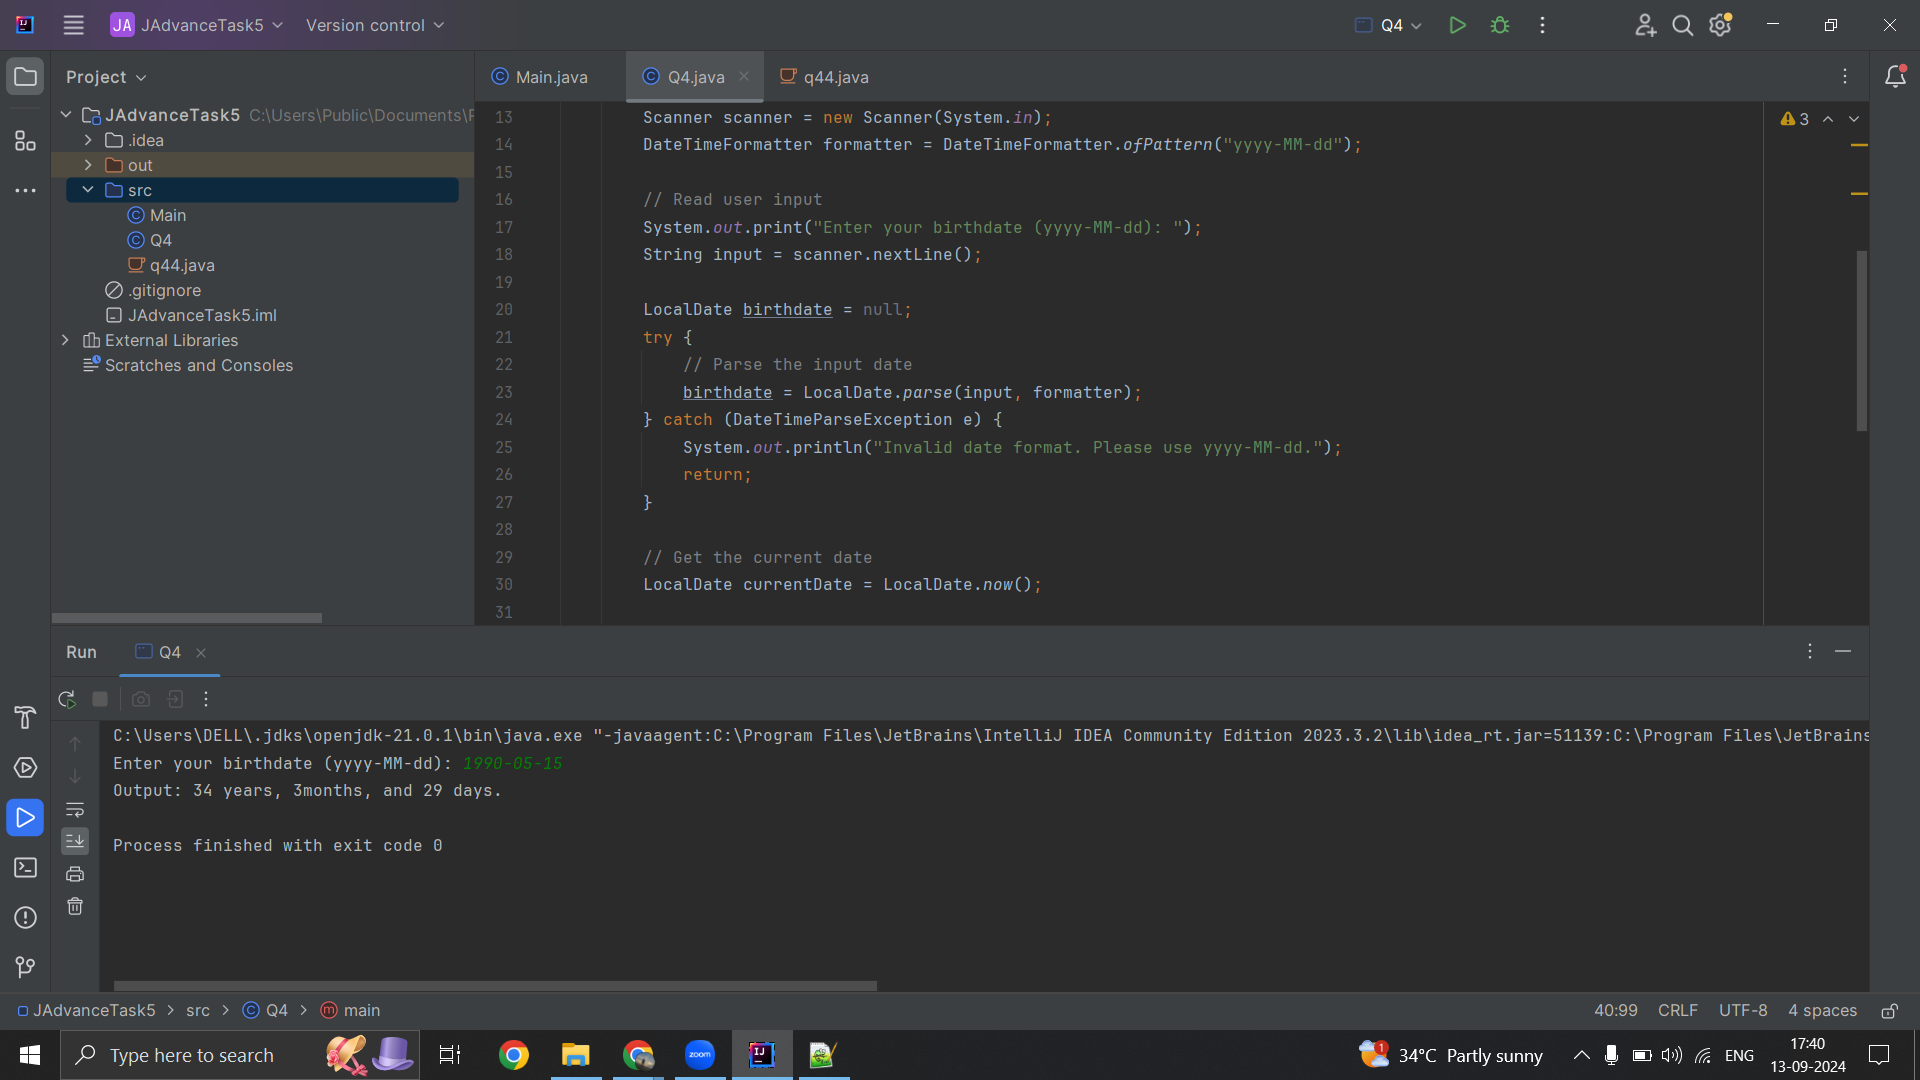 JA JAdvanceTask5 Version control Q4
Project
Main.java Q4.java q44.java
JAdvanceTask5 C:\Users\Public\Documents\
.idea
out
src
Main
Q4
q44.java
.gitignore
JAdvanceTask5.iml
External Libraries
Scratches and Consoles
3
13 Scanner scanner = new Scanner(System.in);
14 DateTimeFormatter formatter = DateTimeFormatter.ofPattern("yyyy-MM-dd");
15
16 // Read user input
17 System.out.print("Enter your birthdate (yyyy-MM-dd): ");
18 String input = scanner.nextLine();
19
20 LocalDate birthdate = null;
21 try {
22 // Parse the input date
23 birthdate = LocalDate.parse(input, formatter);
24 } catch (DateTimeParseException e) {
25 System.out.println("Invalid date format. Please use yyyy-MM-dd.");
26 return;
27 }
28
29 // Get the current date
30 LocalDate currentDate = LocalDate.now();
31
Run Q4
C:\Users\DELL\.jdks\openjdk-21.0.1\bin\java.exe "-javaagent:C:\Program Files\JetBrains\IntelliJ IDEA Community Edition 2023.3.2\lib\idea_rt.jar=51139:C:\Program Files\JetBrains
Enter your birthdate (yyyy-MM-dd): 1990-05-15
Output: 34 years, 3months, and 29 days.
Process finished with exit code 0
JAdvanceTask5 > src > Q4 > main 40:99 CRLF UTF-8 4 spaces
Type here to search zoom IJ 1 34°C Partly sunny ENG 17:40
13-09-2024